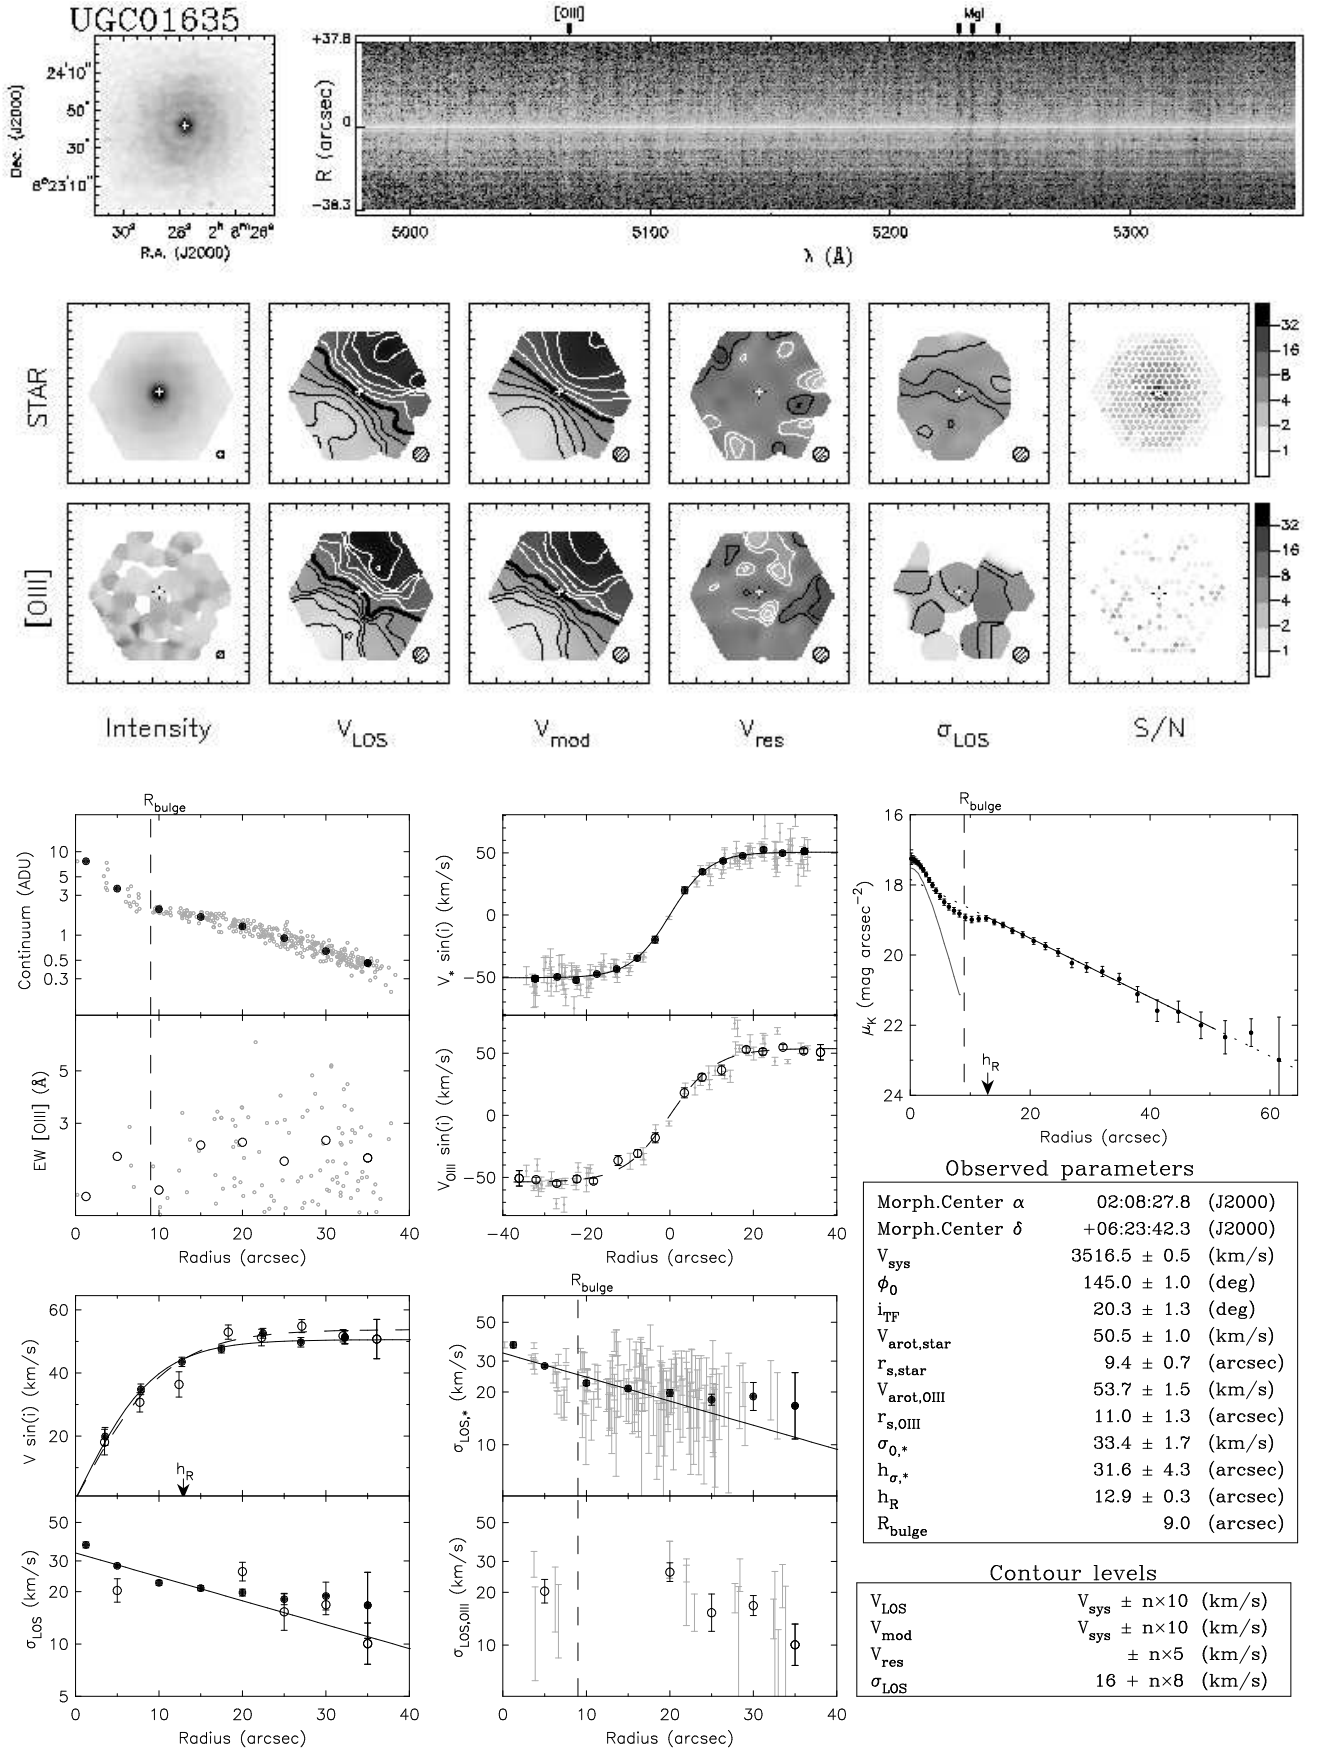 UGC01635
[OIII]
MgI
Dec. (J2000)
24'10"
50"
30"
6°23'10"
30ˢ 28ˢ 2ʰ 8ᵐ26ˢ
R.A. (J2000)
R (arcsec)
+37.8
0
-38.3
5000 5100 5200 5300
λ (Å)
STAR
32
16
8
4
2
1
[OIII]
32
16
8
4
2
1
Intensity V_LOS V_mod V_res σ_LOS S/N
R_bulge
Continuum (ADU)
10
5
3
1
0.5
0.3
EW [OIII] (Å)
5
3
0 10 20 30 40
Radius (arcsec)
V_* sin(i) (km/s)
50
0
−50
V_OIII sin(i) (km/s)
50
0
−50
−40 −20 0 20 40
Radius (arcsec)
R_bulge
μ_K (mag arcsec⁻²)
16
18
20
22
24
h_R
0 20 40 60
Radius (arcsec)
V sin(i) (km/s)
60
40
20
h_R
σ_LOS (km/s)
50
30
20
10
5
0 10 20 30 40
Radius (arcsec)
R_bulge
σ_LOS,* (km/s)
50
30
20
10
σ_LOS,OIII (km/s)
50
30
20
10
0 10 20 30 40
Radius (arcsec)
Observed parameters
Morph.Center α 02:08:27.8 (J2000)
Morph.Center δ +06:23:42.3 (J2000)
V_sys 3516.5 ± 0.5 (km/s)
ϕ_0 145.0 ± 1.0 (deg)
i_TF 20.3 ± 1.3 (deg)
V_arot,star 50.5 ± 1.0 (km/s)
r_s,star 9.4 ± 0.7 (arcsec)
V_arot,OIII 53.7 ± 1.5 (km/s)
r_s,OIII 11.0 ± 1.3 (arcsec)
σ_0,* 33.4 ± 1.7 (km/s)
h_σ,* 31.6 ± 4.3 (arcsec)
h_R 12.9 ± 0.3 (arcsec)
R_bulge 9.0 (arcsec)
Contour levels
V_LOS V_sys ± n×10 (km/s)
V_mod V_sys ± n×10 (km/s)
V_res ± n×5 (km/s)
σ_LOS 16 + n×8 (km/s)